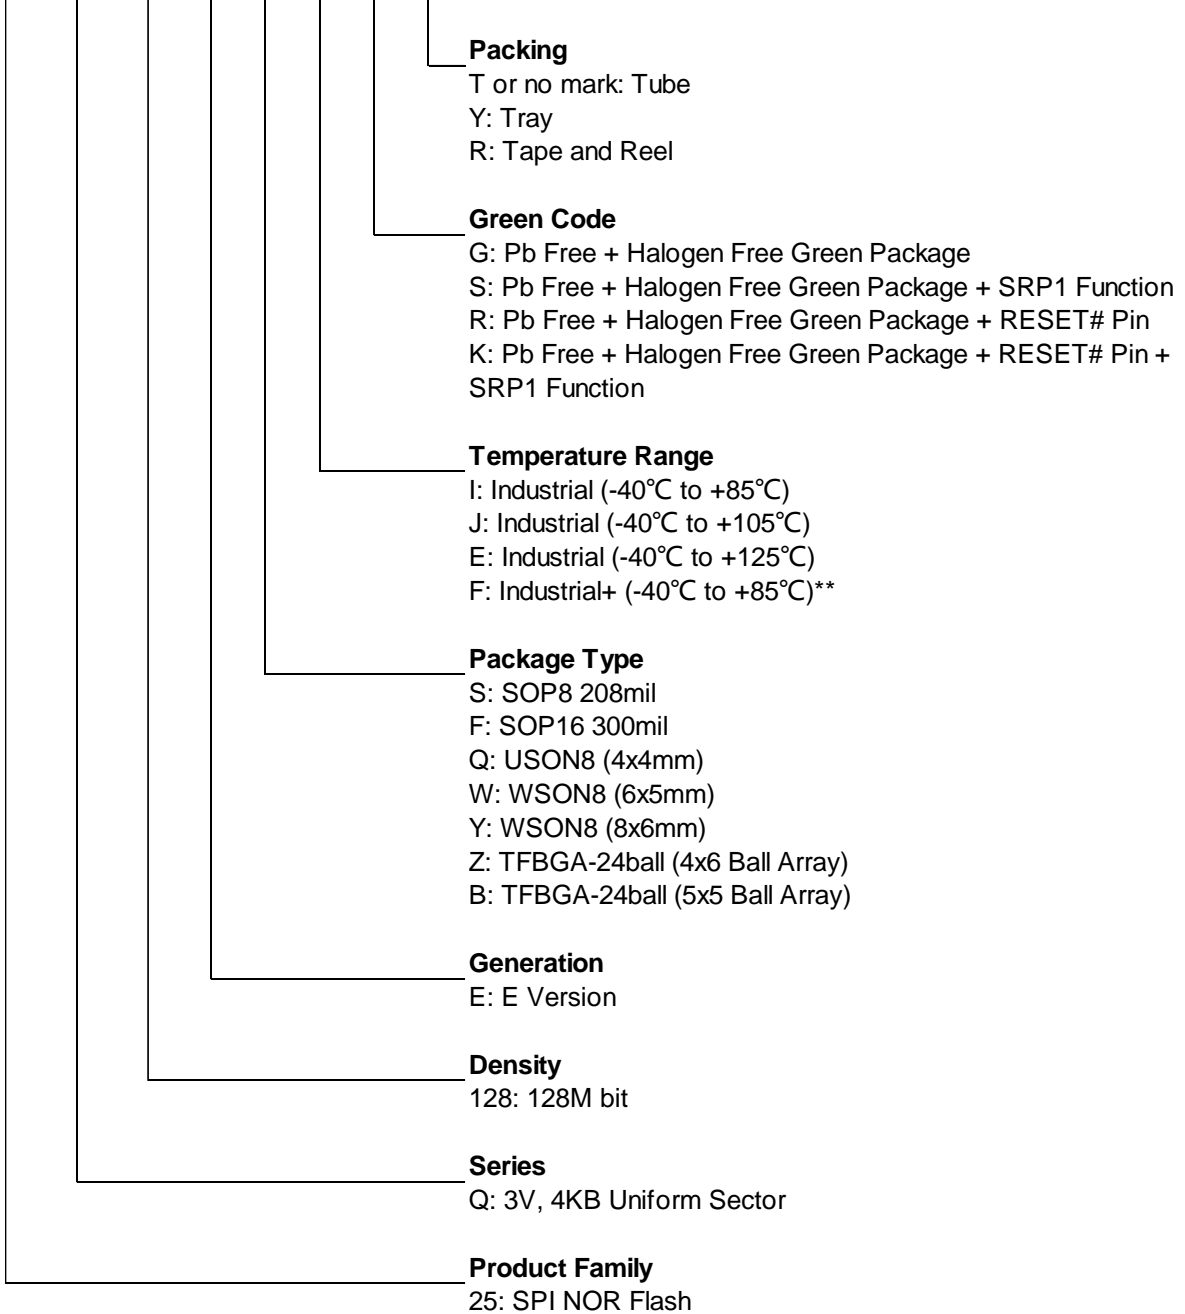 Packing
T or no mark: Tube
Y: Tray
R: Tape and Reel
Green Code
G: Pb Free + Halogen Free Green Package
S: Pb Free + Halogen Free Green Package + SRP1 Function
R: Pb Free + Halogen Free Green Package + RESET# Pin
K: Pb Free + Halogen Free Green Package + RESET# Pin +
SRP1 Function
Temperature Range
I: Industrial (-40℃ to +85℃)
J: Industrial (-40℃ to +105℃)
E: Industrial (-40℃ to +125℃)
F: Industrial+ (-40℃ to +85℃)**
Package Type
S: SOP8 208mil
F: SOP16 300mil
Q: USON8 (4x4mm)
W: WSON8 (6x5mm)
Y: WSON8 (8x6mm)
Z: TFBGA-24ball (4x6 Ball Array)
B: TFBGA-24ball (5x5 Ball Array)
Generation
E: E Version
Density
128: 128M bit
Series
Q: 3V, 4KB Uniform Sector
Product Family
25: SPI NOR Flash